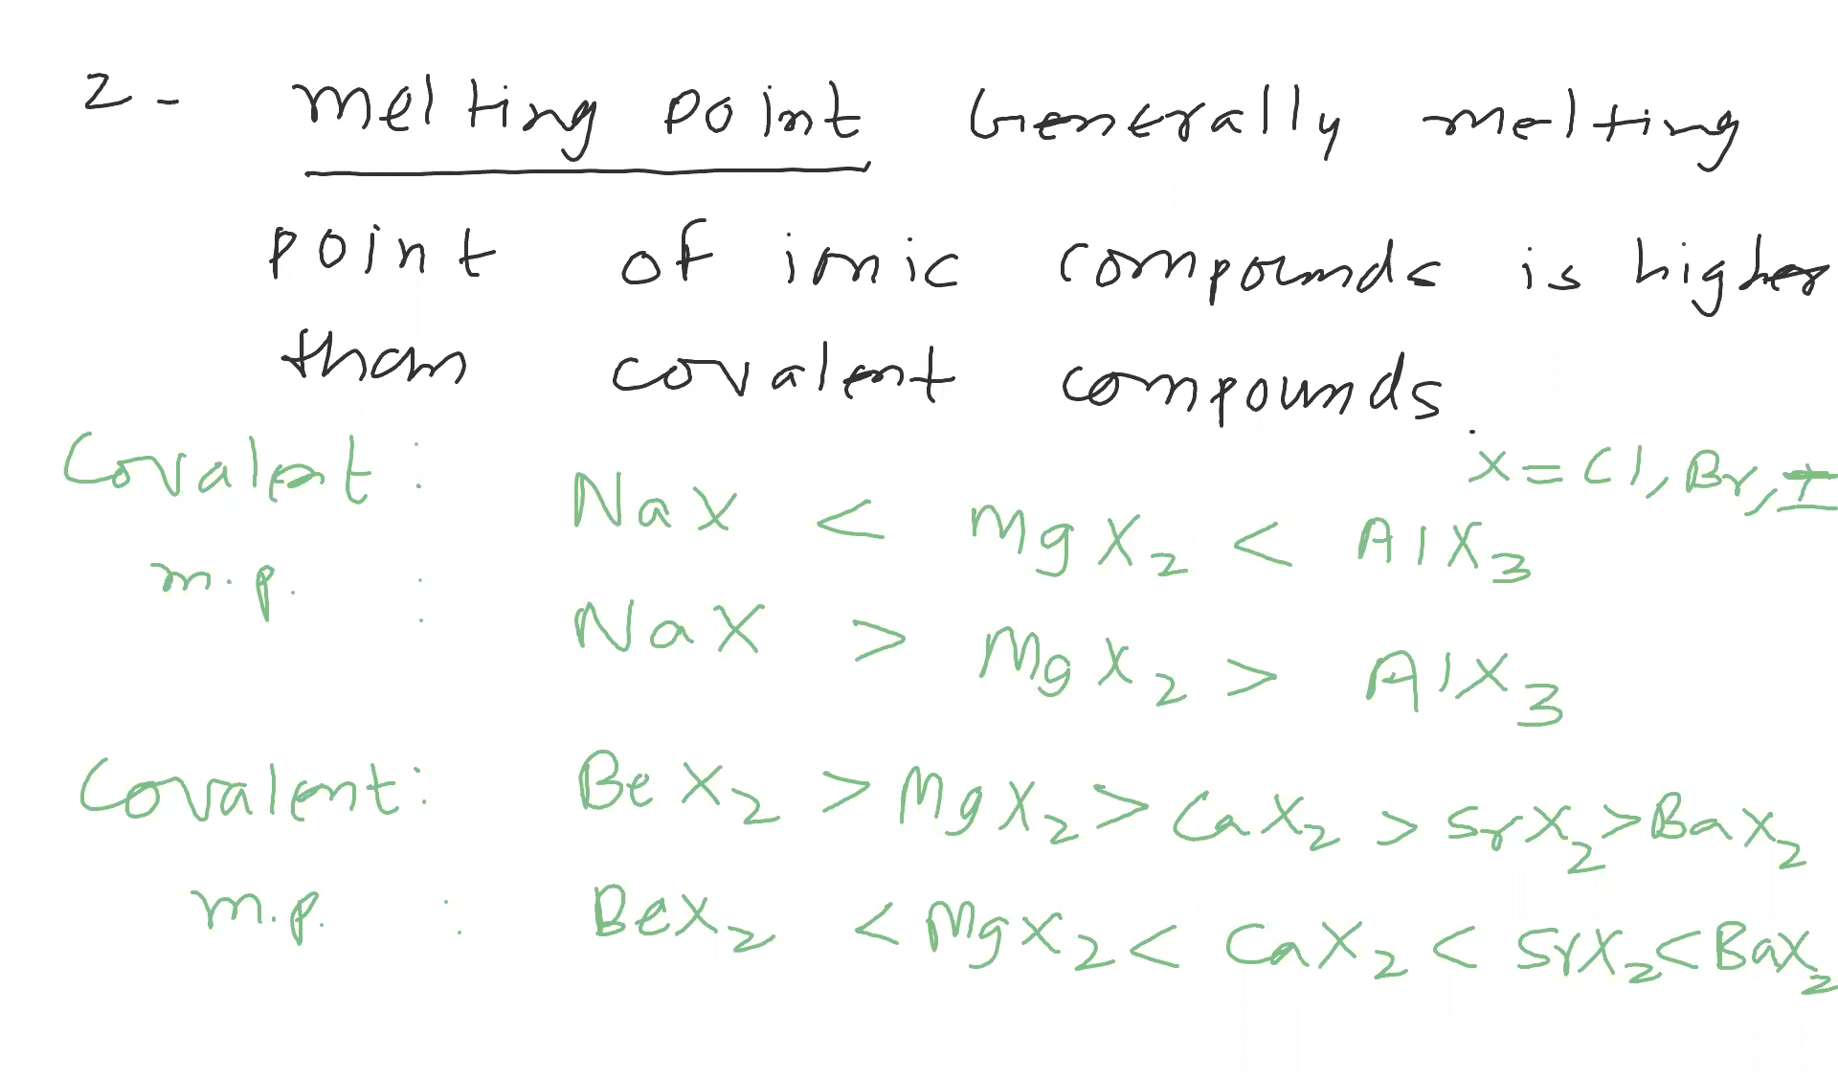 2- melting point Generally melting
point of ionic compounds is higher
than covalent compounds.
X = Cl, Br, I
Covalent : NaX < MgX₂ < AlX₃
m.p. : NaX > MgX₂ > AlX₃
Covalent: BeX₂ > MgX₂ > CaX₂ > SrX₂ > BaX₂
m.p. : BeX₂ < MgX₂ < CaX₂ < SrX₂ < BaX₂